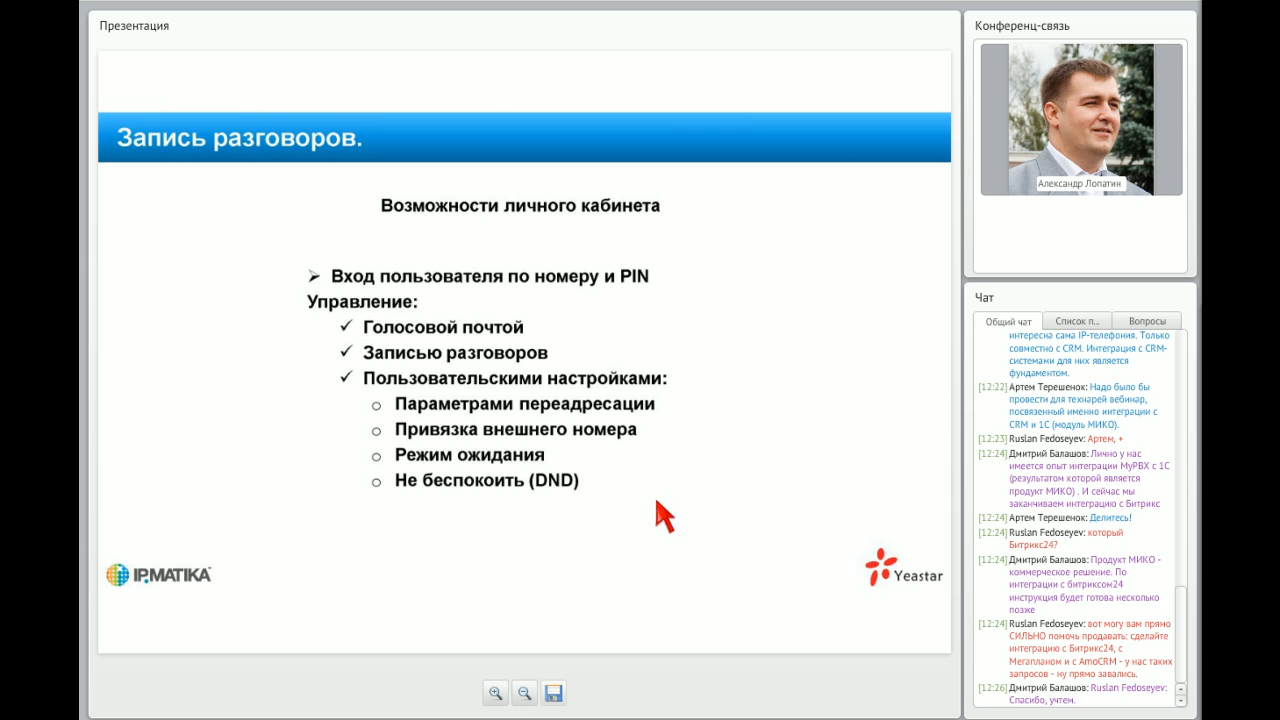 Презентация
Запись разговоров.
Возможности личного кабинета
Вход пользователя по номеру и PIN
Управление:
Голосовой почтой
Записью разговоров
Пользовательскими настройками:
Параметрами переадресации
Привязка внешнего номера
Режим ожидания
Не беспокоить (DND)
IPMATIKA
Yeastar
Конференц-связь
Александр Лопатин
Чат
Общий чат
Список п...
Вопросы
интересна сама IP-телефония. Только
совместно с CRM. Интеграция с CRM-
системами для них является
фундаментом.
[12:22] Артем Терешенок: Надо было бы
провести для технарей вебинар,
посвязенный именно интеграции с
CRM и 1С (модуль МИКО).
[12:23] Ruslan Fedoseyev: Артем, +
[12:24] Дмитрий Балашов: Лично у нас
имеется опыт интеграции MyPBX с 1С
(результатом которой является
продукт МИКО) . И сейчас мы
заканчиваем интеграцию с Битрикс
[12:24] Артем Терешенок: Делитесь!
[12:24] Ruslan Fedoseyev: который
Битрикс24?
[12:24] Дмитрий Балашов: Продукт МИКО -
коммерческое решение. По
интеграции с битриксом24
инструкция будет готова несколько
позже
[12:24] Ruslan Fedoseyev: вот могу вам прямо
СИЛЬНО помочь продавать: сделайте
интеграцию с Битрикс24, с
Мегапланом и с AmoCRM - у нас таких
запросов - ну прямо завались.
[12:26] Дмитрий Балашов: Ruslan Fedoseyev:
Спасибо, учтем.